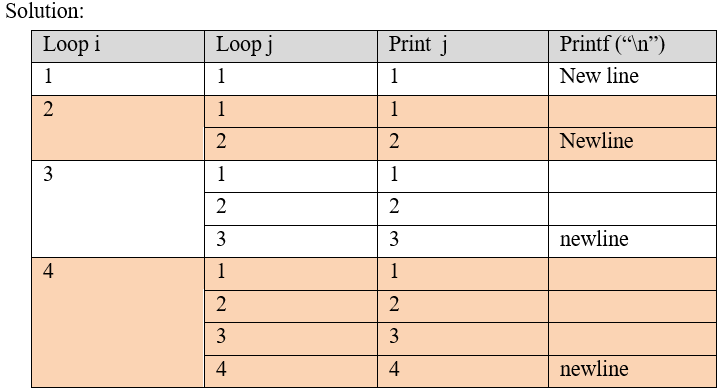 Solution:
Loop i Loop j Print j Printf (“\n”)
1 1 1 New line
2 1 1
2 2 Newline
3 1 1
2 2
3 3 newline
4 1 1
2 2
3 3
4 4 newline